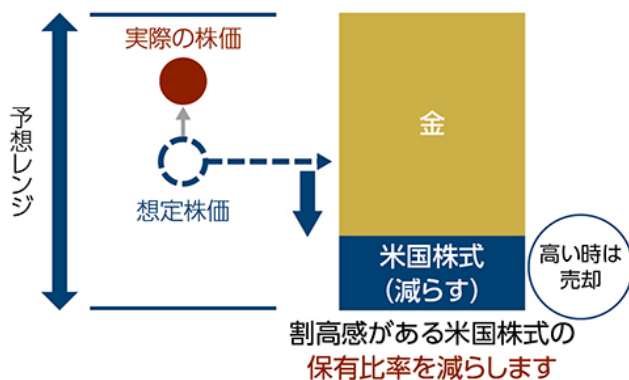 実際の株価
予想レンジ
想定株価
金
米国株式
(減らす)
高い時は
売却
割高感がある米国株式の
保有比率を減らします